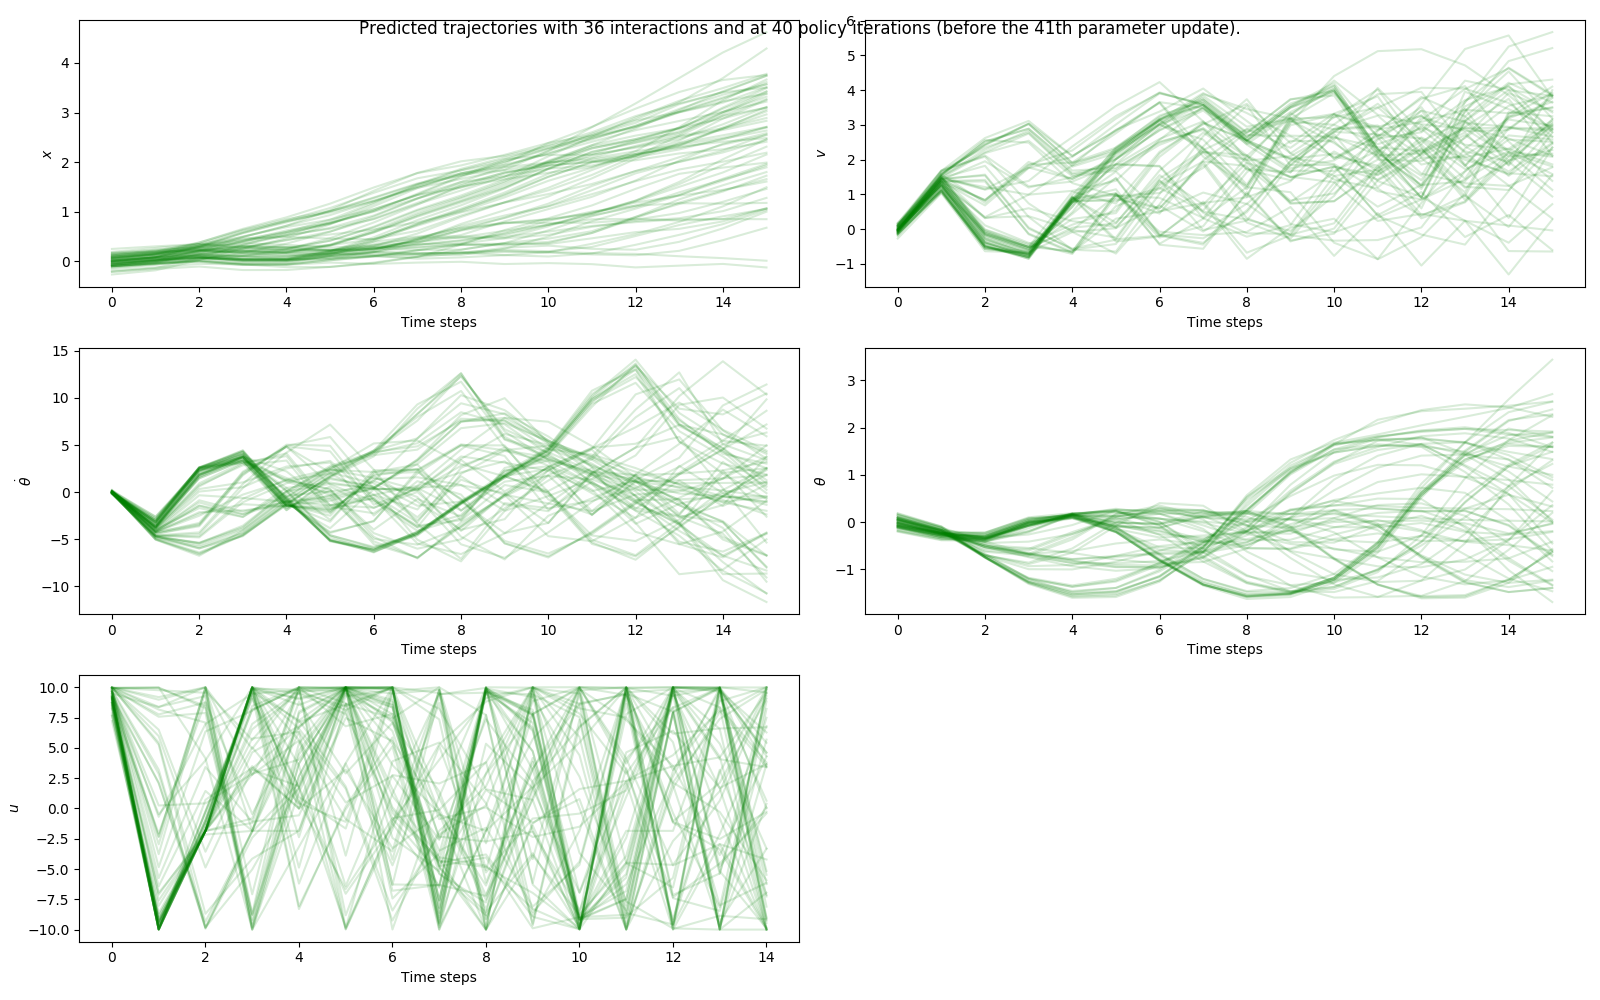 Predicted trajectories with 36 interactions and at 40 policy iterations (before the 41th parameter update).
4
3
2
1
0
x
0 2 4 6 8 10 12 14
Time steps
6
5
4
3
2
1
0
−1
v
0 2 4 6 8 10 12 14
Time steps
15
10
5
0
−5
−10
θ̇
0 2 4 6 8 10 12 14
Time steps
3
2
1
0
−1
θ
0 2 4 6 8 10 12 14
Time steps
10.0
7.5
5.0
2.5
0.0
−2.5
−5.0
−7.5
−10.0
u
0 2 4 6 8 10 12 14
Time steps